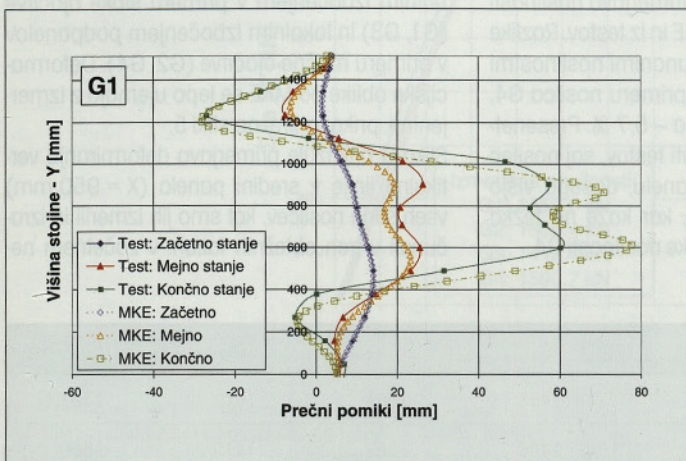 G1
1400
1200
1000
800
600
400
200
0
Višina stojine - Y [mm]
Test: Začetno stanje
Test: Mejno stanje
Test: Končno stanje
MKE: Začetno
MKE: Mejno
MKE: Končno
-60 -40 -20 0 20 40 60 80 100
Prečni pomiki [mm]